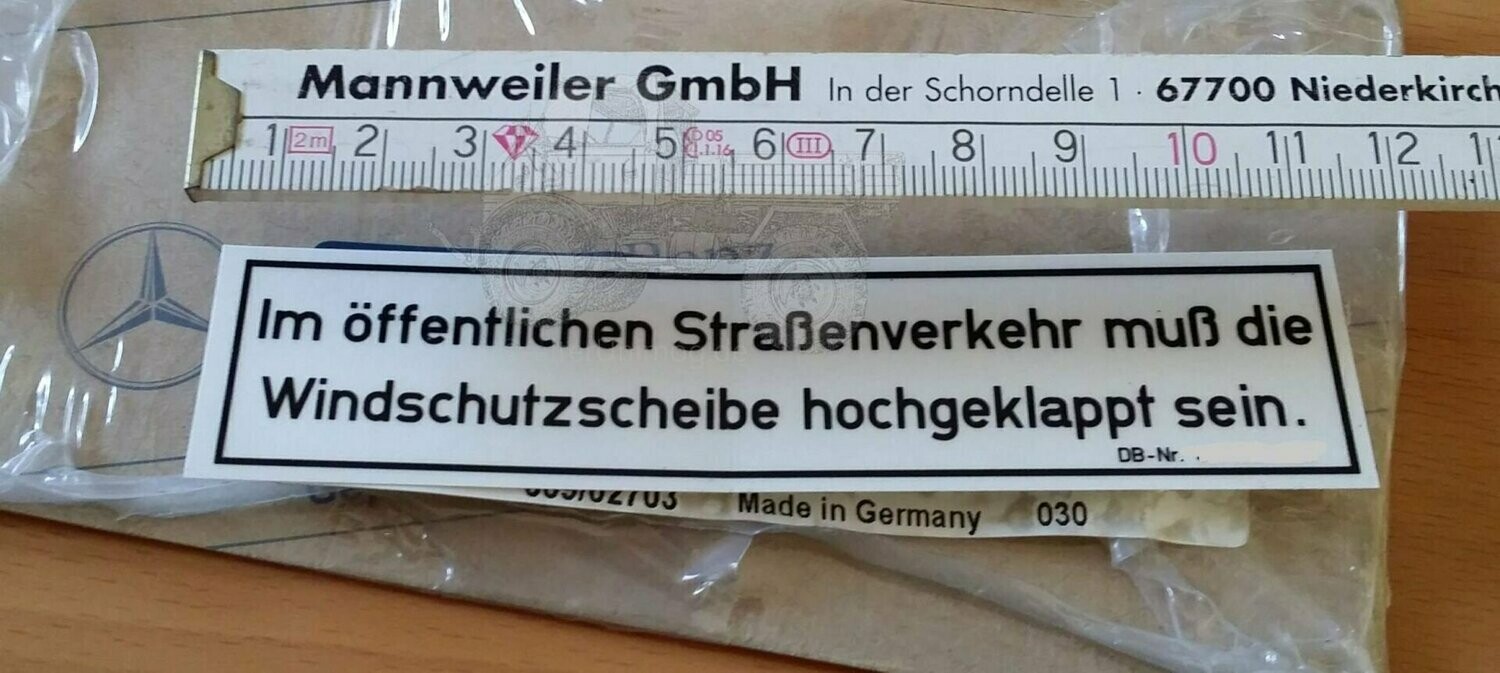 Mannweiler GmbH In der Schorndelle 1 · 67700 Niederkirch
1 2m 2 3 4 5 6 III 7 8 9 10 11 12 1
Im öffentlichen Straßenverkehr muß die
Windschutzscheibe hochgeklappt sein.
DB-Nr.
Made in Germany 030